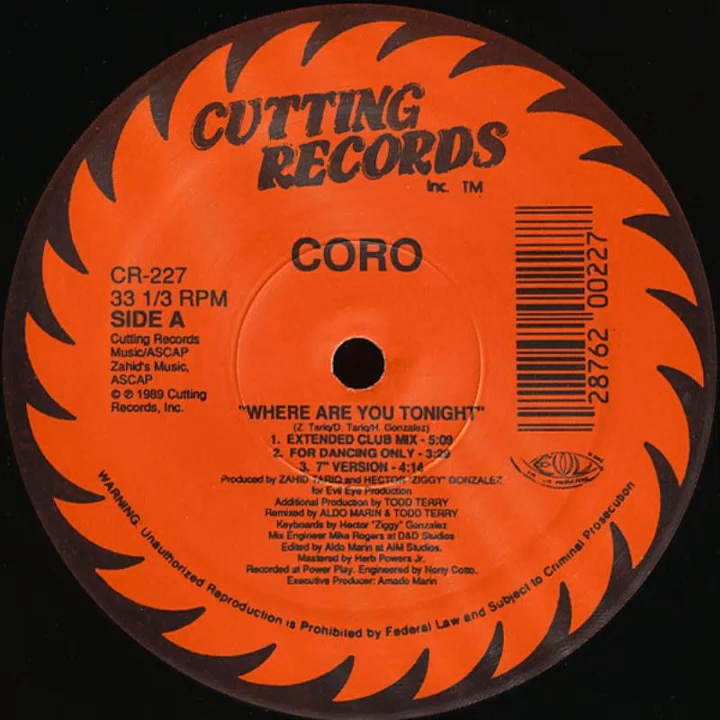 CUTTING
RECORDS
Inc. TM
CORO
CR-227
33 1/3 RPM
SIDE A
Cutting Records
Music/ASCAP
Zahid's Music,
ASCAP
© ℗ 1989 Cutting
Records, Inc.
28762 00227
"WHERE ARE YOU TONIGHT"
(Z. Tariq/D. Tariq/H. Gonzalez)
1. EXTENDED CLUB MIX - 5:09
2. FOR DANCING ONLY - 3:29
3. 7" VERSION - 4:14
Produced by ZAHID TARIQ and HECTOR "ZIGGY" GONZALEZ
for Evil Eye Production
Additional Production by TODD TERRY
Remixed by ALDO MARIN & TODD TERRY
Keyboards by Hector "Ziggy" Gonzalez
Mix Engineer Mike Rogers at D&D Studios
Edited by Aldo Marin at AIM Studios.
Mastered by Herb Powers Jr.
Recorded at Power Play. Engineered by Norty Cotto.
Executive Producer: Amado Marin
WARNING: Unauthorized Reproduction is Prohibited by Federal Law and Subject to Criminal Prosecution